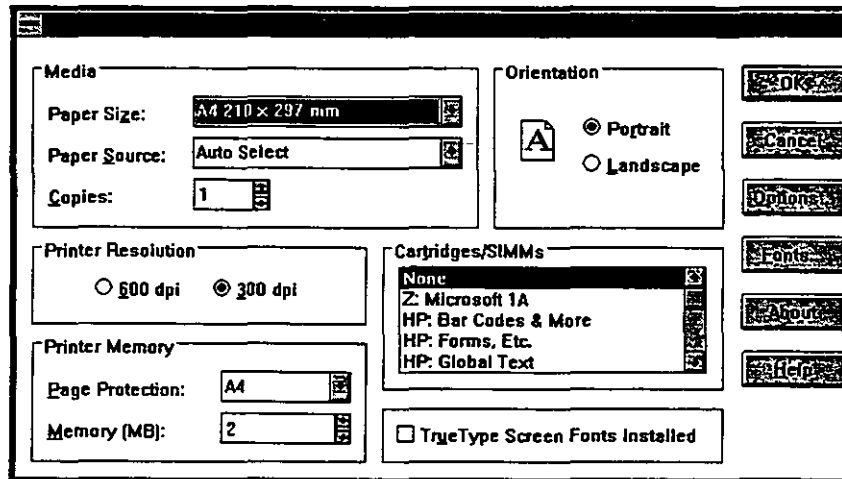 Media
Paper Size:
A4 210 x 297 mm
Paper Source:
Auto Select
Copies:
1
Orientation
A
Portrait
Landscape
OK
Cancel
Options
Fonts
About
Help
Printer Resolution
600 dpi
300 dpi
Cartridges/SIMMs
None
Z: Microsoft 1A
HP: Bar Codes & More
HP: Forms, Etc.
HP: Global Text
Printer Memory
Page Protection:
A4
Memory (MB):
2
TrueType Screen Fonts Installed